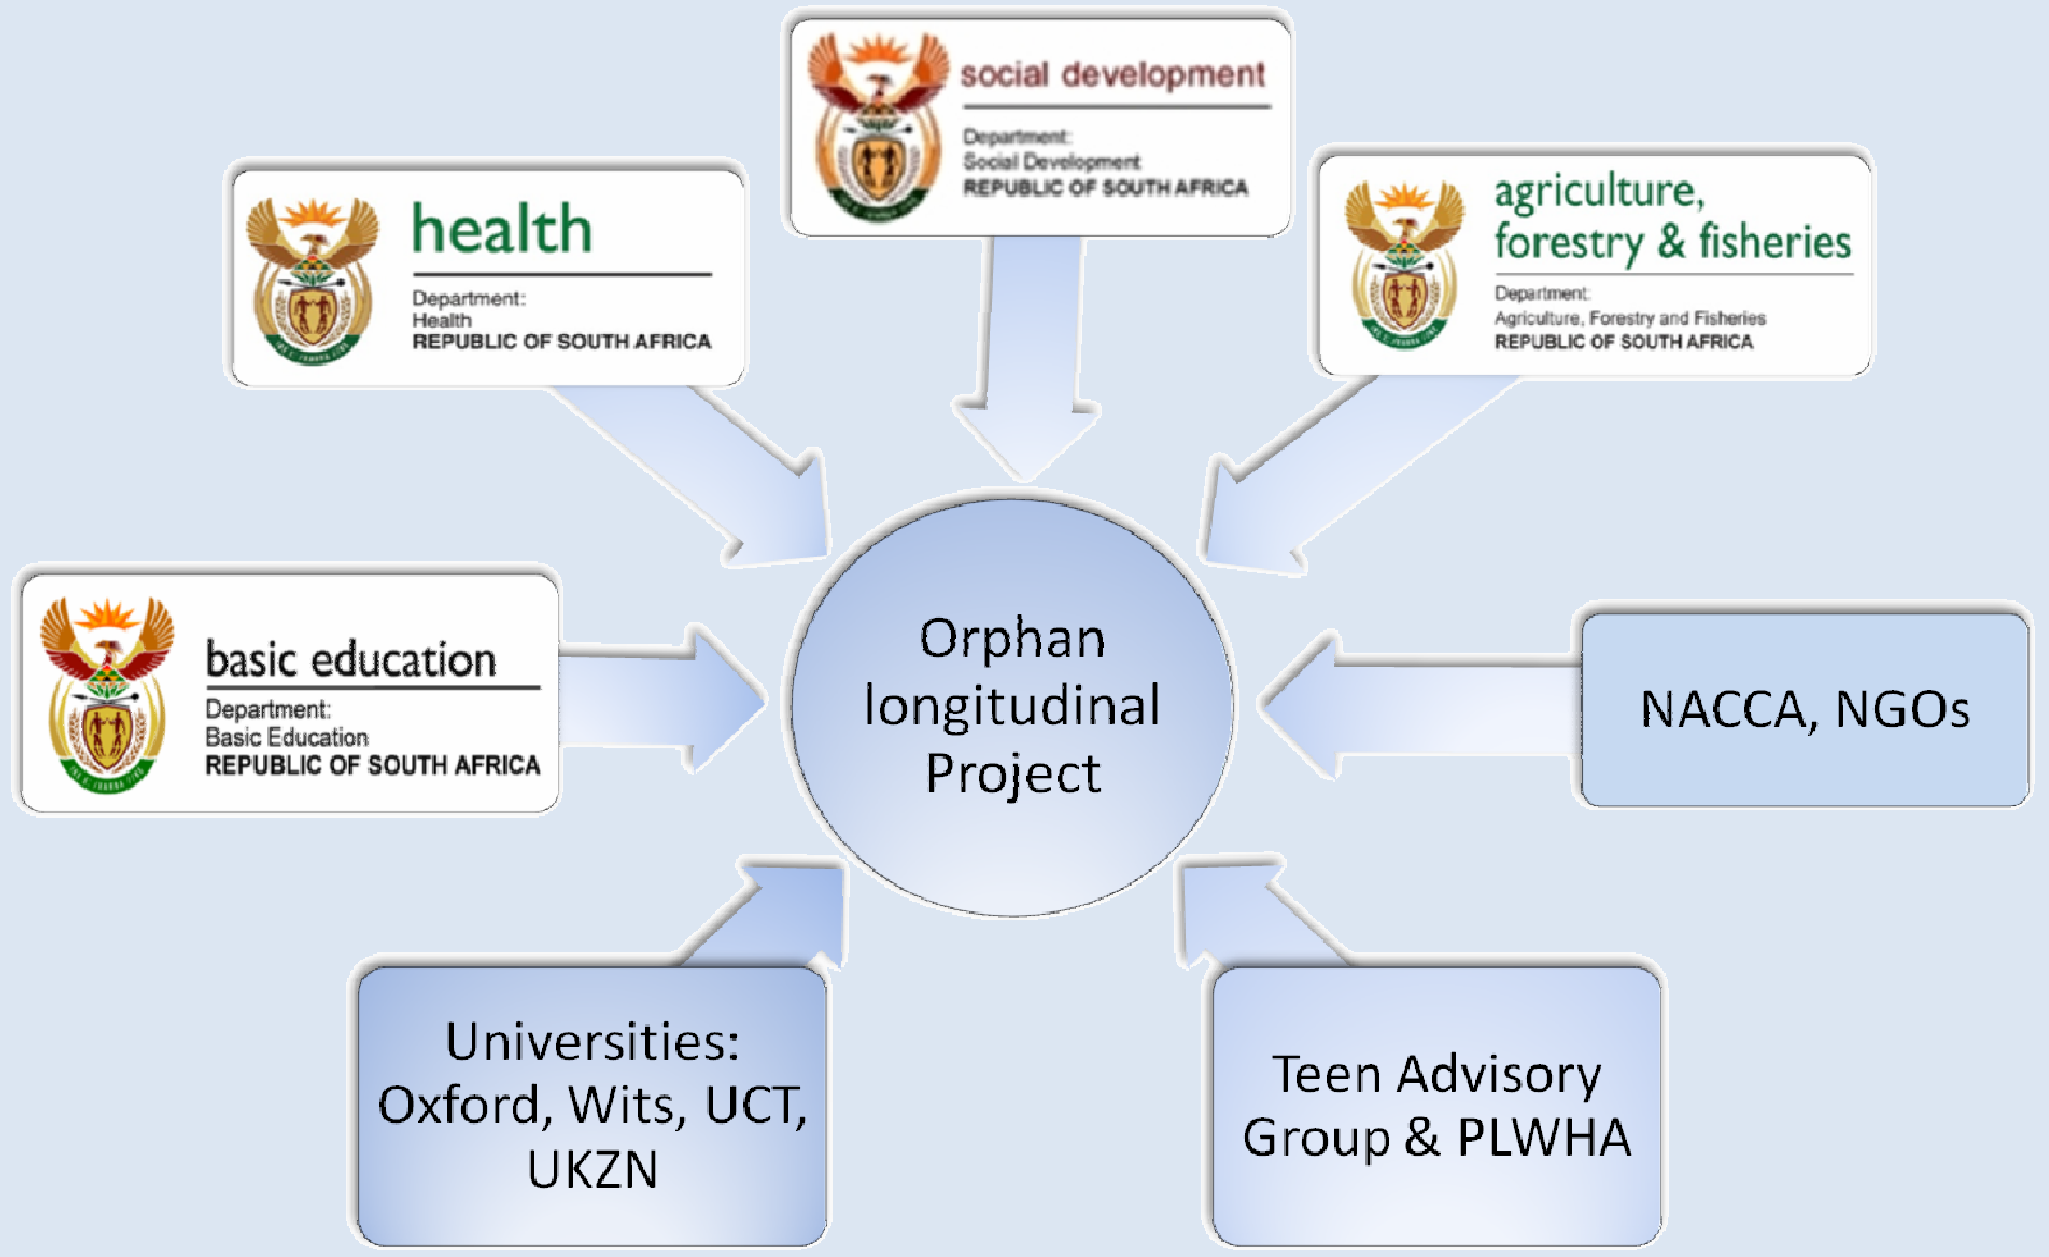 social development
Department:
Social Development
REPUBLIC OF SOUTH AFRICA
health
Department:
Health
REPUBLIC OF SOUTH AFRICA
agriculture,
forestry & fisheries
Department:
Agriculture, Forestry and Fisheries
REPUBLIC OF SOUTH AFRICA
basic education
Department:
Basic Education
REPUBLIC OF SOUTH AFRICA
Orphan
longitudinal
Project
NACCA, NGOs
Universities:
Oxford, Wits, UCT,
UKZN
Teen Advisory
Group & PLWHA